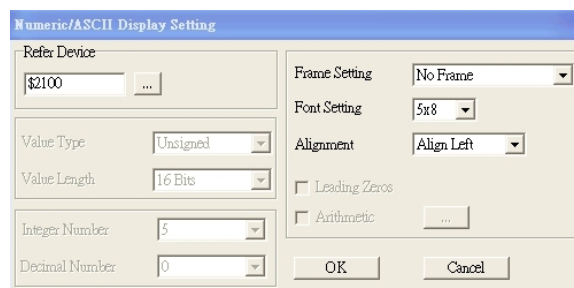 Numeric/ASCII Display Setting
Refer Device
$2100
...
Value Type
Unsigned
Value Length
16 Bits
Integer Number
5
Decimal Number
0
Frame Setting
No Frame
Font Setting
5x8
Alignment
Align Left
Leading Zeros
Arithmetic
...
OK
Cancel